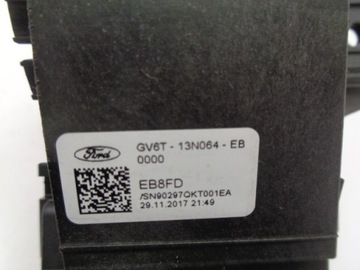 Ford
GV6T - 13N064 - EB
0000
EB8FD
/SN90297QKT001EA
29.11.2017 21:49